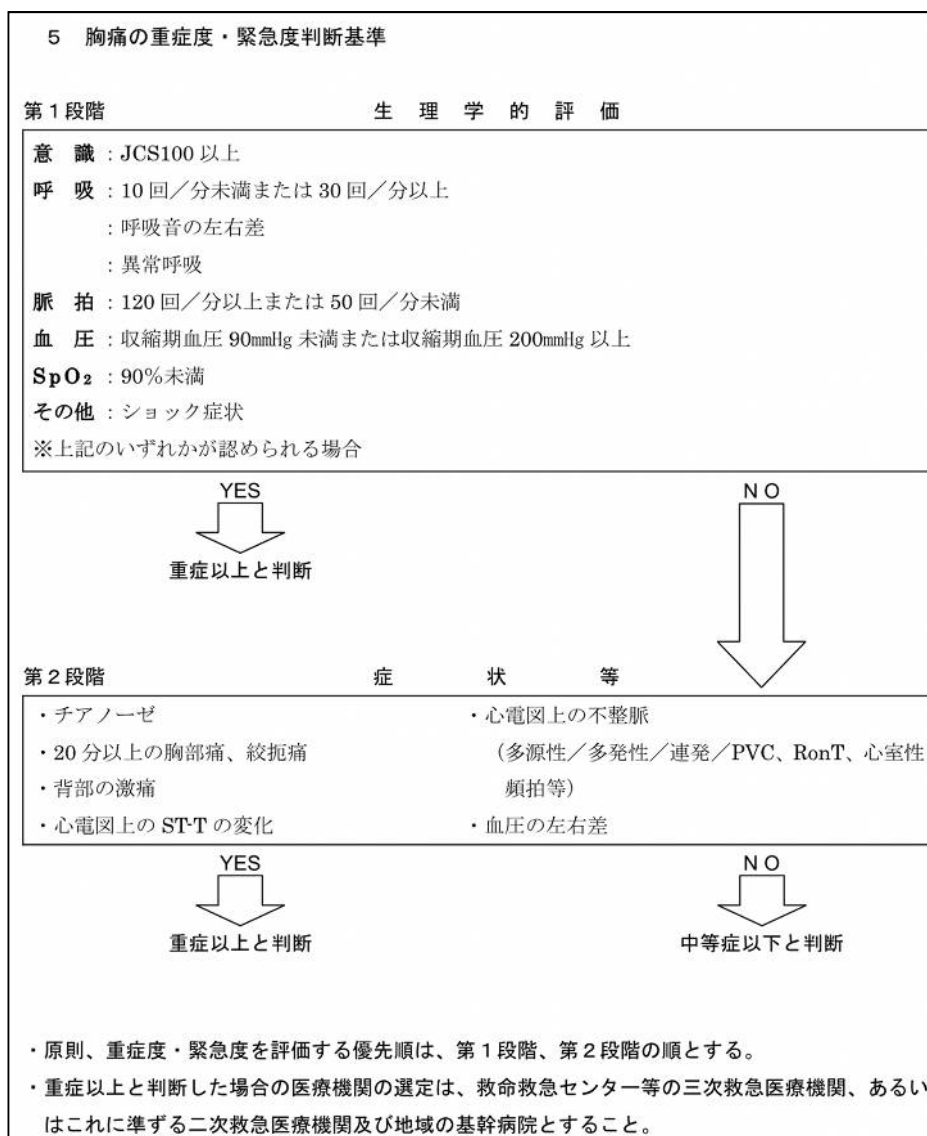 5 胸痛の重症度・緊急度判断基準
第1段階 生理学的評価
意識：JCS100以上
呼吸：10回／分未満または30回／分以上
：呼吸音の左右差
：異常呼吸
脈拍：120回／分以上または50回／分未満
血圧：収縮期血圧90㎜Hg未満または収縮期血圧200㎜Hg以上
SpO₂：90％未満
その他：ショック症状
※上記のいずれかが認められる場合
YES NO
重症以上と判断
第2段階 症状等
・チアノーゼ ・心電図上の不整脈
・20分以上の胸部痛、絞扼痛 （多源性／多発性／連発／PVC、RonT、心室性
・背部の激痛 頻拍等）
・心電図上のST-Tの変化 ・血圧の左右差
YES NO
重症以上と判断 中等症以下と判断
・原則、重症度・緊急度を評価する優先順は、第1段階、第2段階の順とする。
・重症以上と判断した場合の医療機関の選定は、救命救急センター等の三次救急医療機関、あるい
はこれに準ずる二次救急医療機関及び地域の基幹病院とすること。